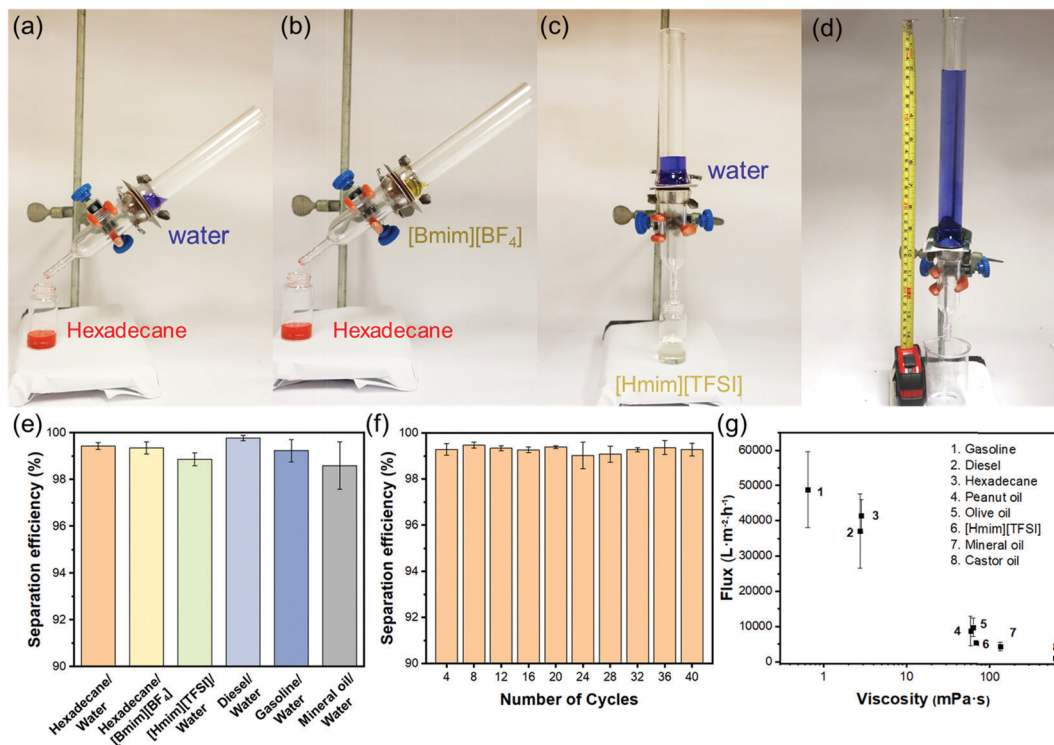 (a)
water
Hexadecane
(b)
[Bmim][BF₄]
Hexadecane
(c)
water
[Hmim][TFSI]
(d)
(e)
Separation efficiency (%)
100
98
96
94
92
90
Hexadecane/
Water
Hexadecane/
[Bmim][BF₄]
[Hmim][TFSI]/
Water
Diesel/
Water
Gasoline/
Water
Mineral oil/
Water
(f)
Separation efficiency (%)
100
99
98
96
95
94
92
91
90
4 8 12 16 20 24 28 32 36 40
Number of Cycles
(g)
Flux (L·m⁻²·h⁻¹)
60000
50000
40000
30000
20000
10000
0
1
2
3
4
5
6
7
1. Gasoline
2. Diesel
3. Hexadecane
4. Peanut oil
5. Olive oil
6. [Hmim][TFSI]
7. Mineral oil
8. Castor oil
1 10 100
Viscosity (mPa·s)